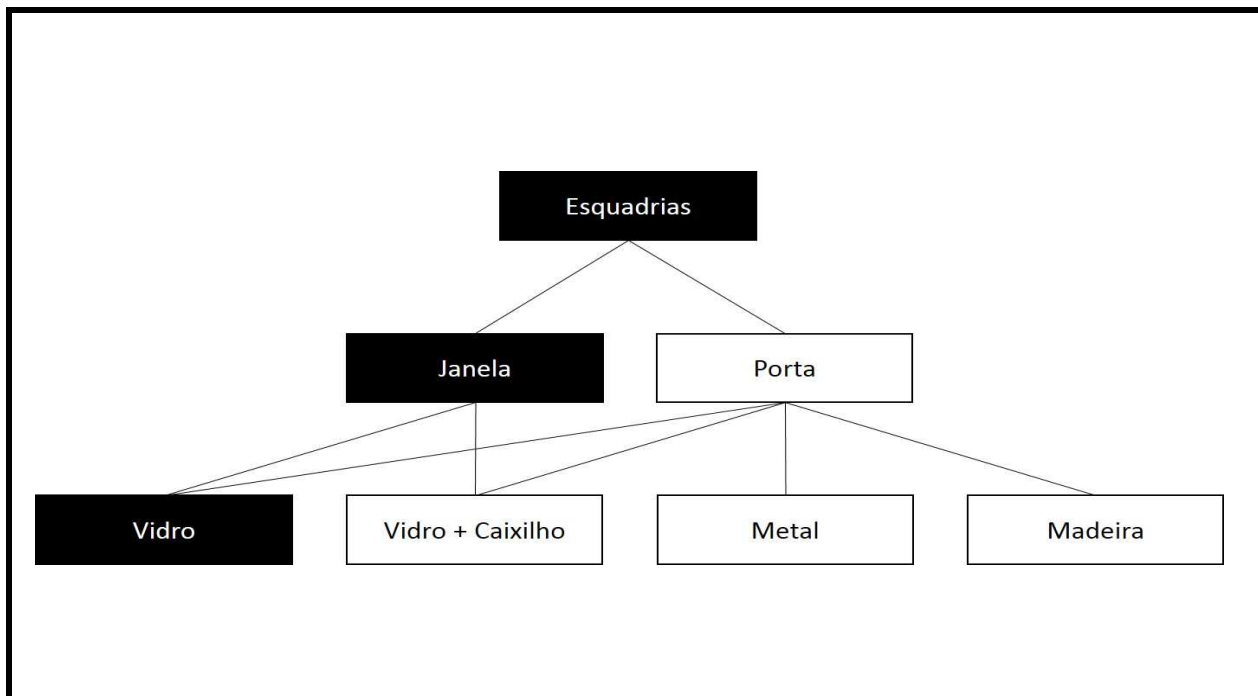 Esquadrias
Janela
Porta
Vidro
Vidro + Caixilho
Metal
Madeira